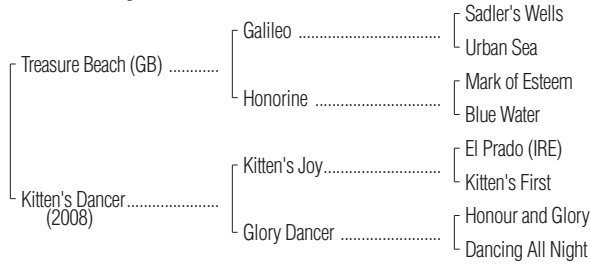 Sadler's Wells
Galileo ..............................
Urban Sea
Treasure Beach (GB) ............
Mark of Esteem
Honorine ..........................
Blue Water
El Prado (IRE)
Kitten's Joy.........................
Kitten's First
Kitten's Dancer......................
(2008)
Honour and Glory
Glory Dancer .....................
Dancing All Night